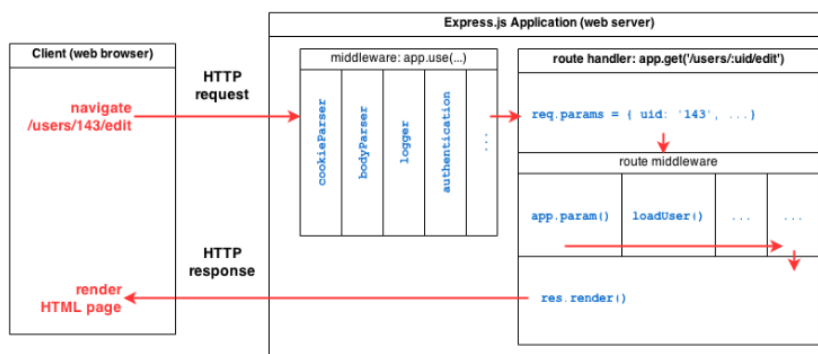 Express.js Application (web server)
Client (web browser)
HTTP
request
middleware: app.use(...)
route handler: app.get('/users/:uid/edit')
navigate
/users/143/edit
cookieParser
bodyParser
logger
authentication
...
req.params = { uid: '143', ...}
route middleware
app.param()
loadUser()
...
...
HTTP
response
render
HTML page
res.render()